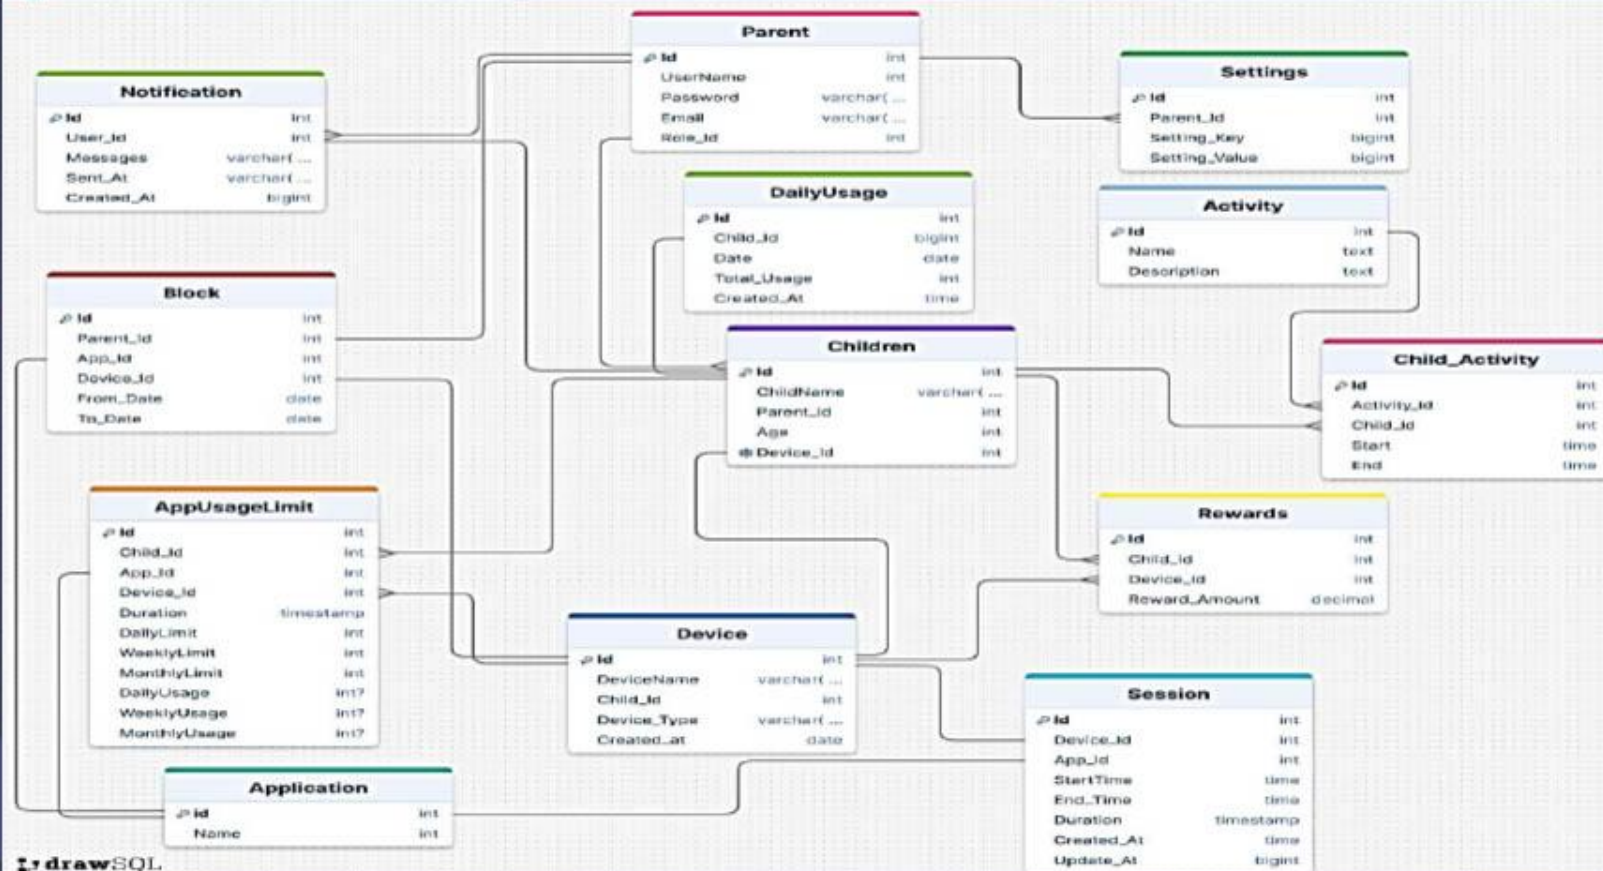 Parent
Id int
UserName int
Password varchar( ...
Email varchar( ...
Role_Id int
Settings
Id int
Parent_Id int
Setting_Key bigint
Setting_Value bigint
Notification
Id int
User_Id int
Messages varchar( ...
Sent_At varchar( ...
Created_At bigint
DailyUsage
Id int
Child_Id bigint
Date date
Total_Usage int
Created_At time
Activity
Id int
Name text
Description text
Block
Id int
Parent_Id int
App_Id int
Device_Id int
From_Date date
To_Date date
Children
Id int
ChildName varchar( ...
Parent_Id int
Age int
Device_Id int
Child_Activity
Id int
Activity_Id int
Child_Id int
Start time
End time
AppUsageLimit
Id int
Child_Id int
App_Id int
Device_Id int
Duration timestamp
DailyLimit int
WeeklyLimit int
MonthlyLimit int
DailyUsage int?
WeeklyUsage int?
MonthlyUsage int?
Rewards
Id int
Child_Id int
Device_Id int
Reward_Amount decimal
Device
Id int
DeviceName varchar( ...
Child_Id int
Device_Type varchar( ...
Created_at date
Session
Id int
Device_Id int
App_Id int
StartTime time
End_Time time
Duration timestamp
Created_At time
Update_At bigint
Application
id int
Name int
drawSQL